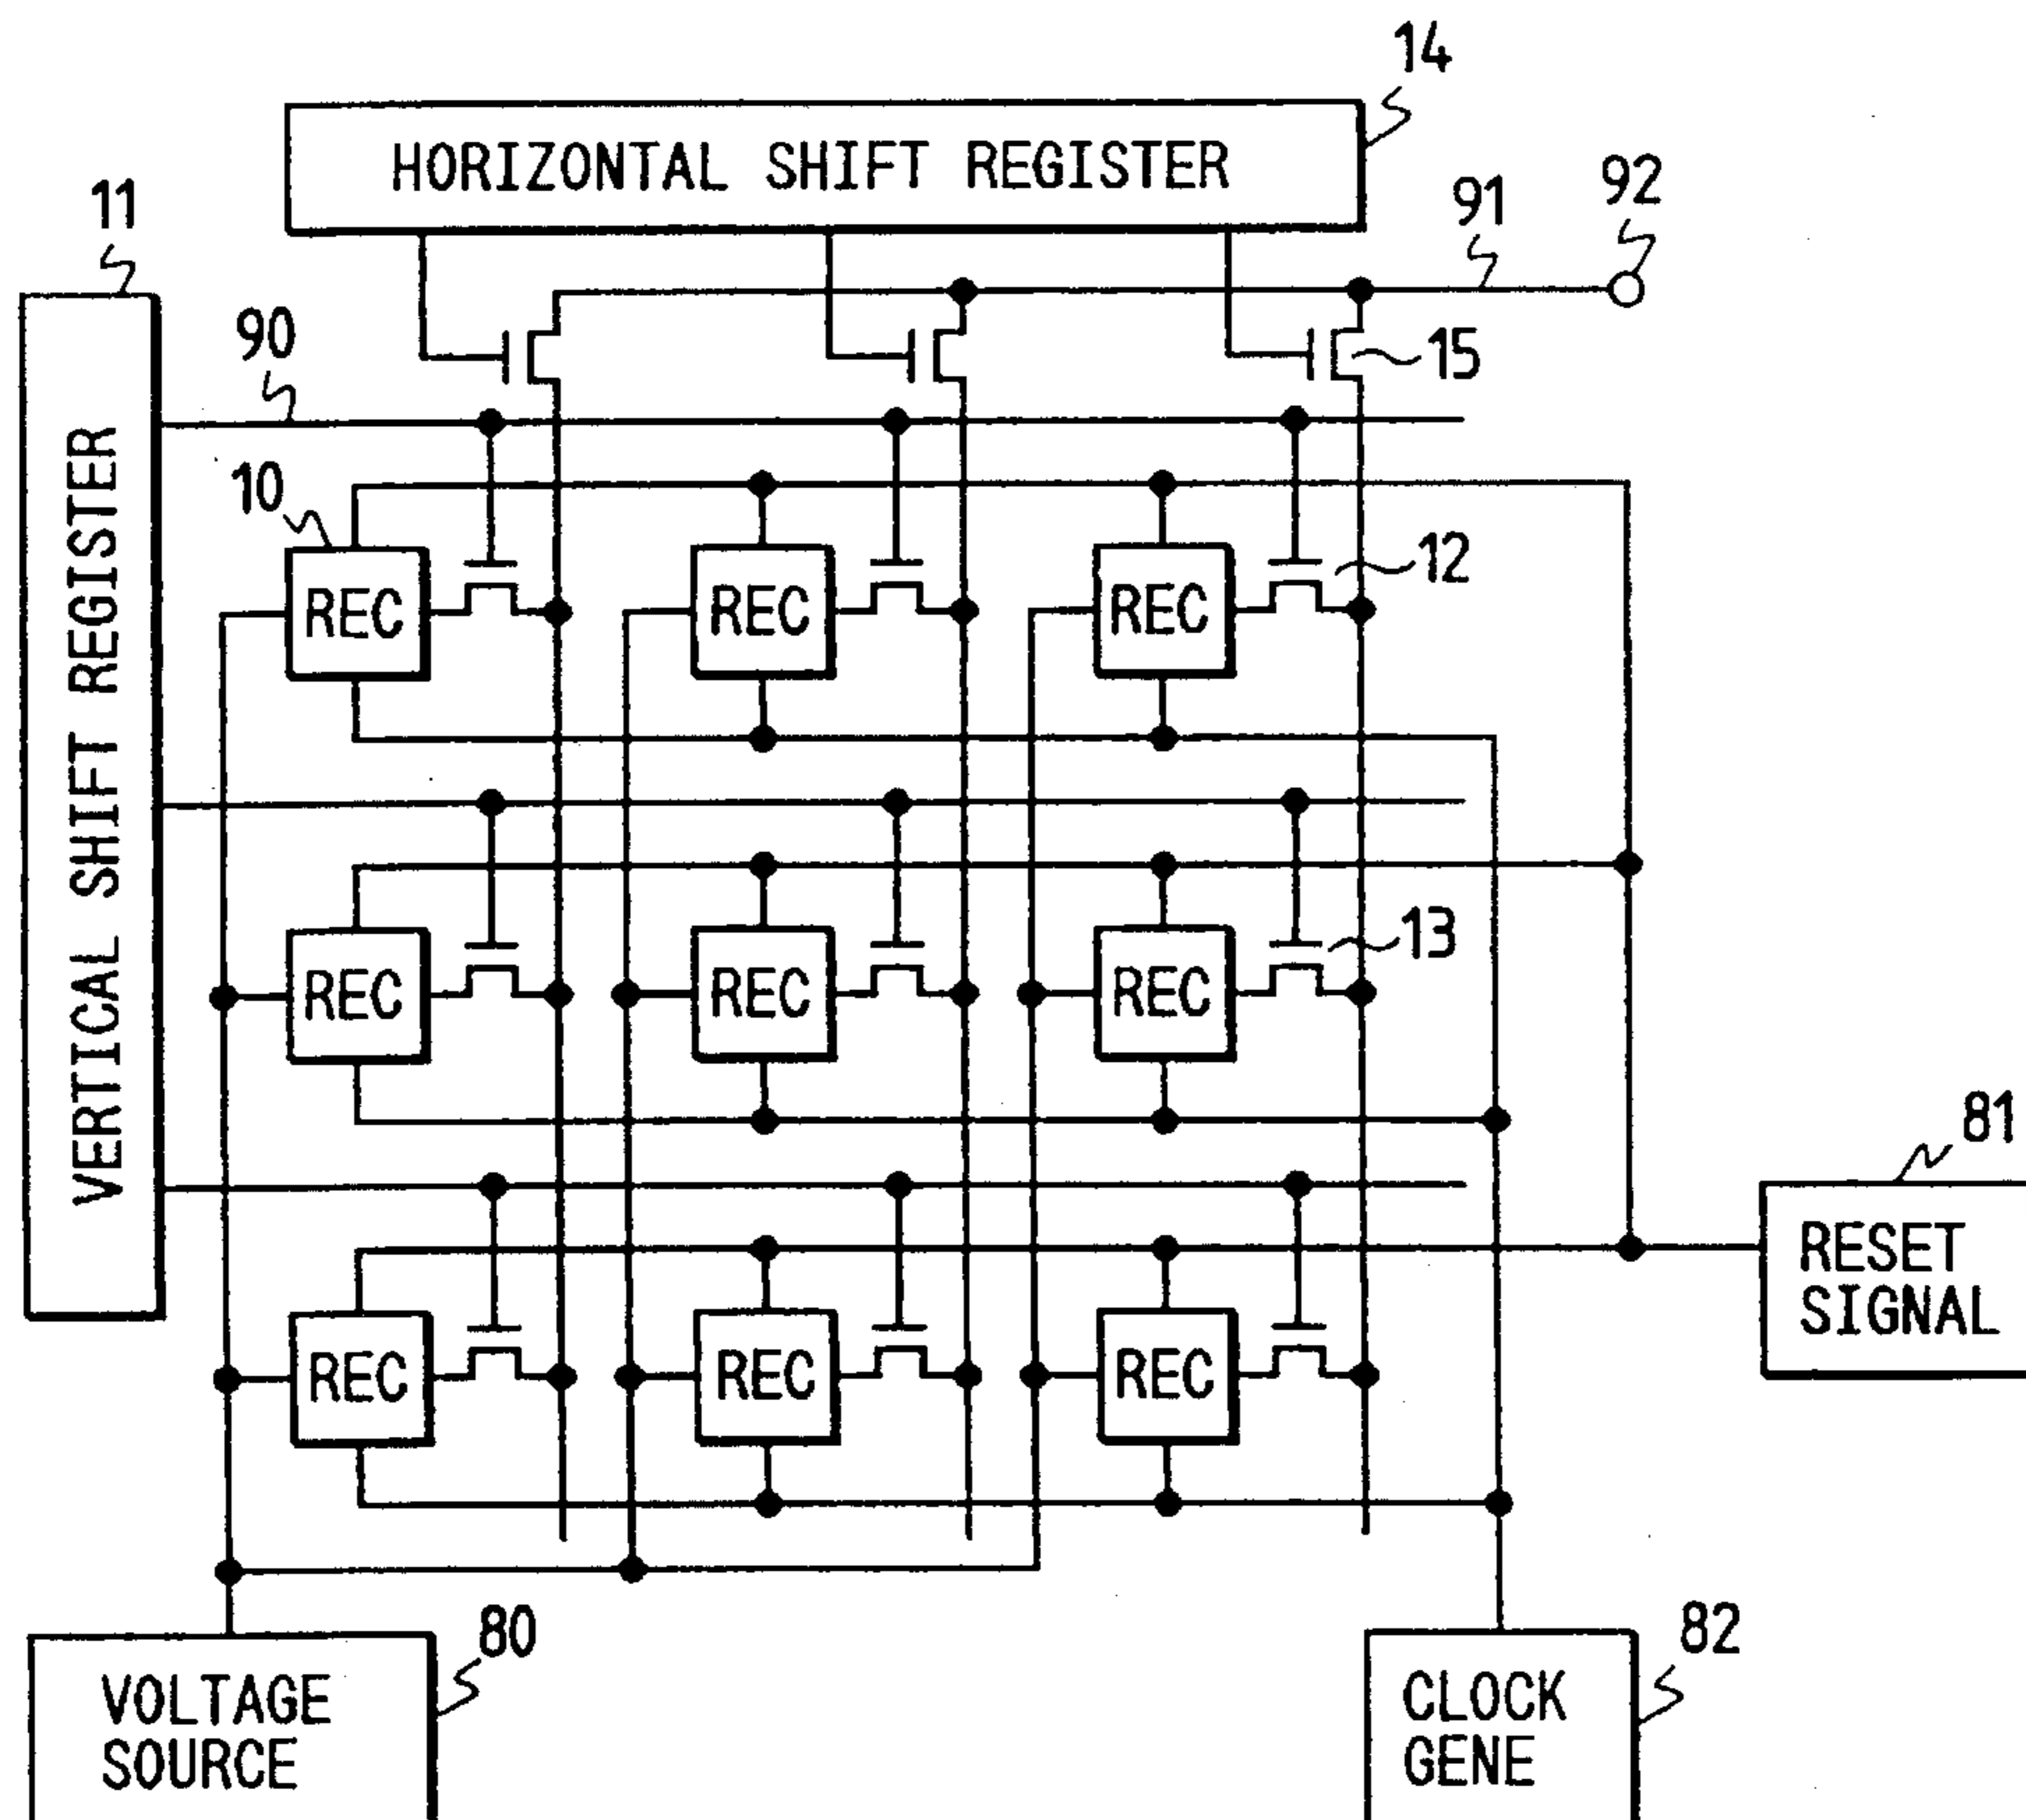 14
HORIZONTAL SHIFT REGISTER
92
91
11
90
15
10
12
REC REC REC
VERTICAL SHIFT REGISTER
13
REC REC REC
81
RESET
SIGNAL
REC REC REC
80
82
VOLTAGE
SOURCE
CLOCK
GENE